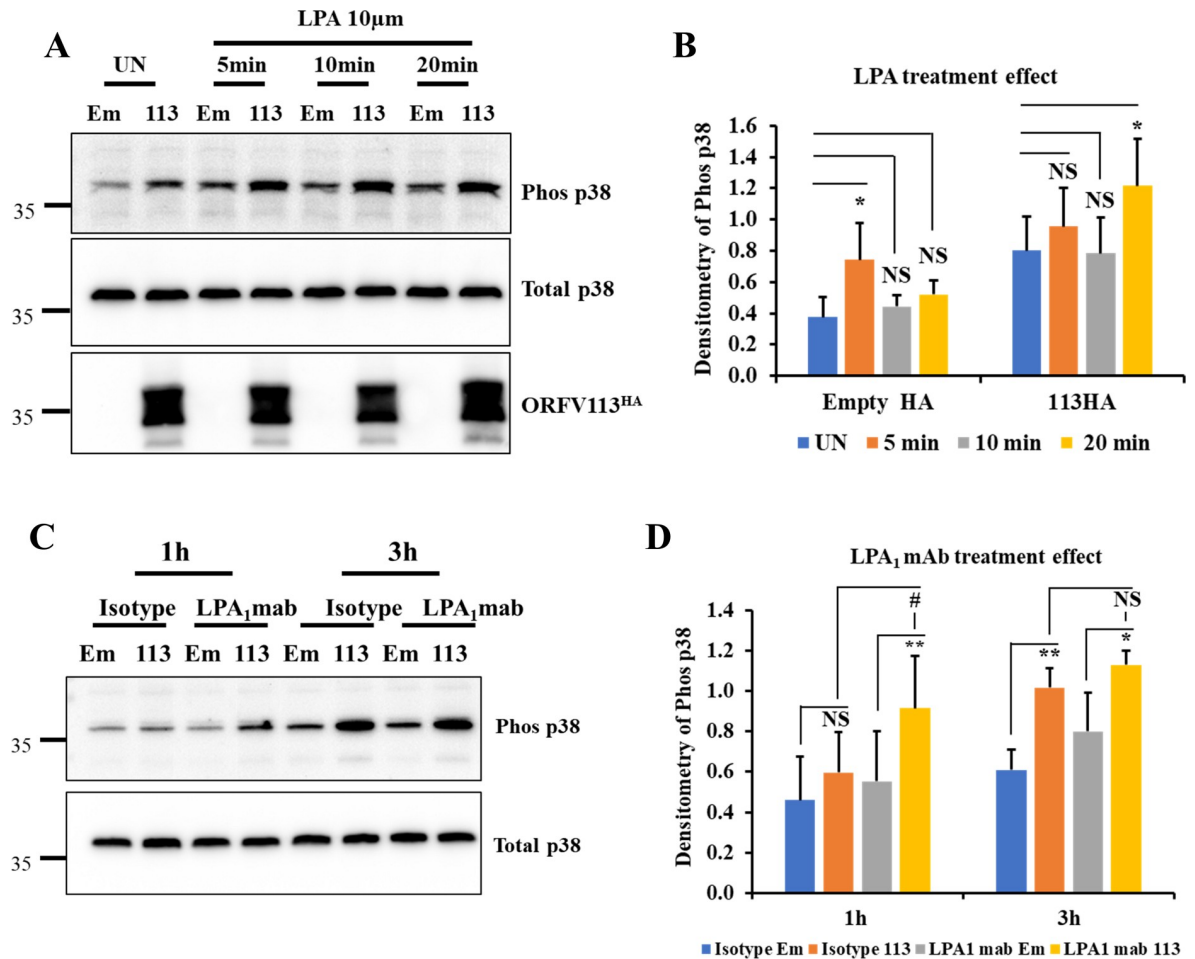 A
LPA 10µm
UN 5min 10min 20min
Em 113 Em 113 Em 113 Em 113
Phos p38
35
Total p38
35
ORFV113HA
35
B
LPA treatment effect
Densitometry of Phos p38
1.6
1.4
1.2
1.0
0.8
0.6
0.4
0.2
0.0
* NS NS
NS NS *
Empty HA 113HA
UN 5 min 10 min 20 min
C
1h 3h
Isotype LPA1mab Isotype LPA1mab
Em 113 Em 113 Em 113 Em 113
Phos p38
35
Total p38
35
D
LPA1 mAb treatment effect
Densitometry of Phos p38
1.4
1.2
1.0
0.8
0.6
0.4
0.2
0.0
# NS
NS ** ** *
1h 3h
Isotype Em Isotype 113 LPA1 mab Em LPA1 mab 113